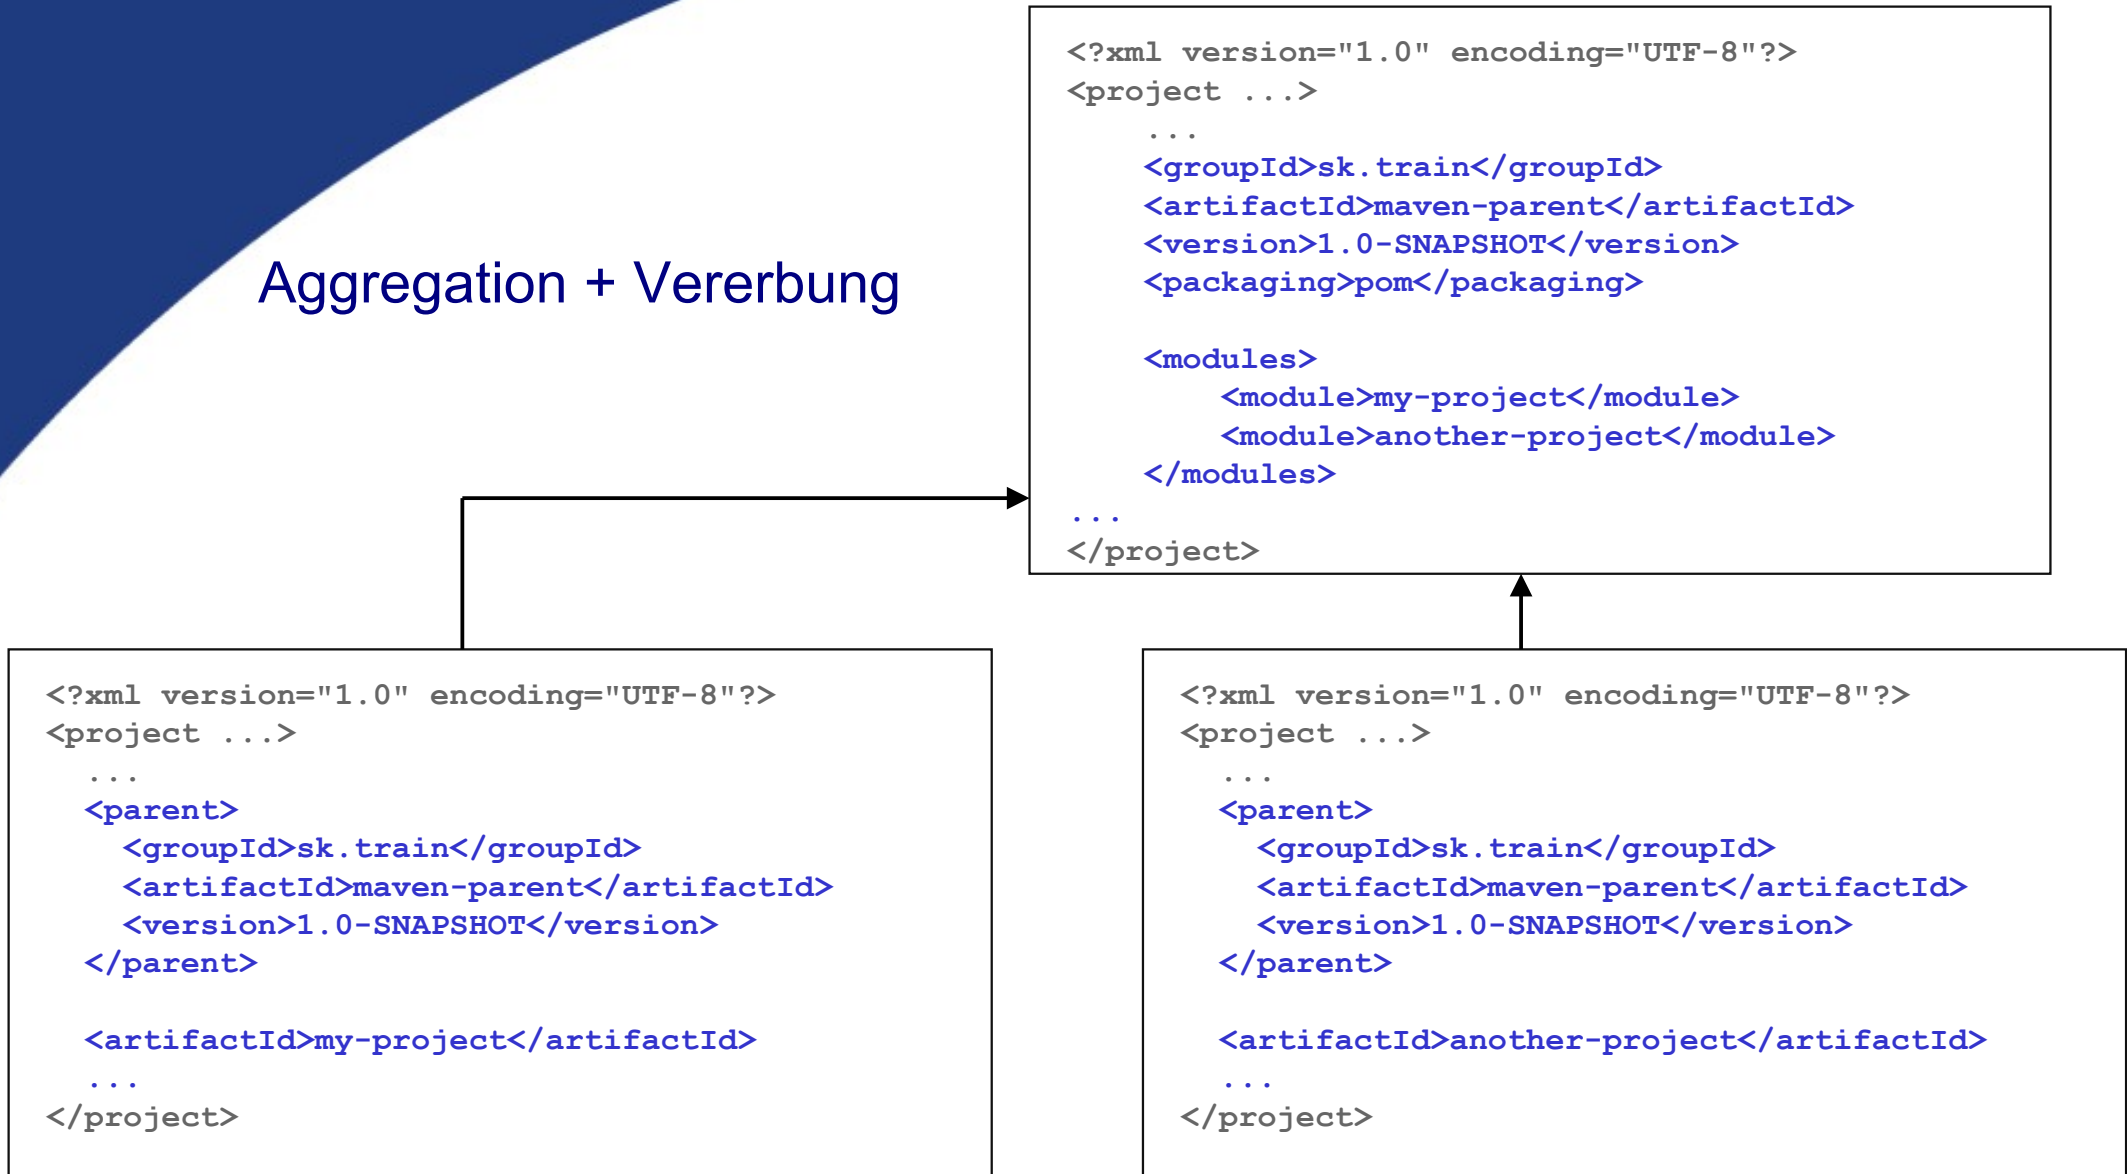 Aggregation + Vererbung
<?xml version="1.0" encoding="UTF-8"?>
<project ...>
    ...
    <groupId>sk.train</groupId>
    <artifactId>maven-parent</artifactId>
    <version>1.0-SNAPSHOT</version>
    <packaging>pom</packaging>

    <modules>
        <module>my-project</module>
        <module>another-project</module>
    </modules>
...
</project>
<?xml version="1.0" encoding="UTF-8"?>
<project ...>
  ...
  <parent>
    <groupId>sk.train</groupId>
    <artifactId>maven-parent</artifactId>
    <version>1.0-SNAPSHOT</version>
  </parent>

  <artifactId>my-project</artifactId>
  ...
</project>
<?xml version="1.0" encoding="UTF-8"?>
<project ...>
  ...
  <parent>
    <groupId>sk.train</groupId>
    <artifactId>maven-parent</artifactId>
    <version>1.0-SNAPSHOT</version>
  </parent>

  <artifactId>another-project</artifactId>
  ...
</project>